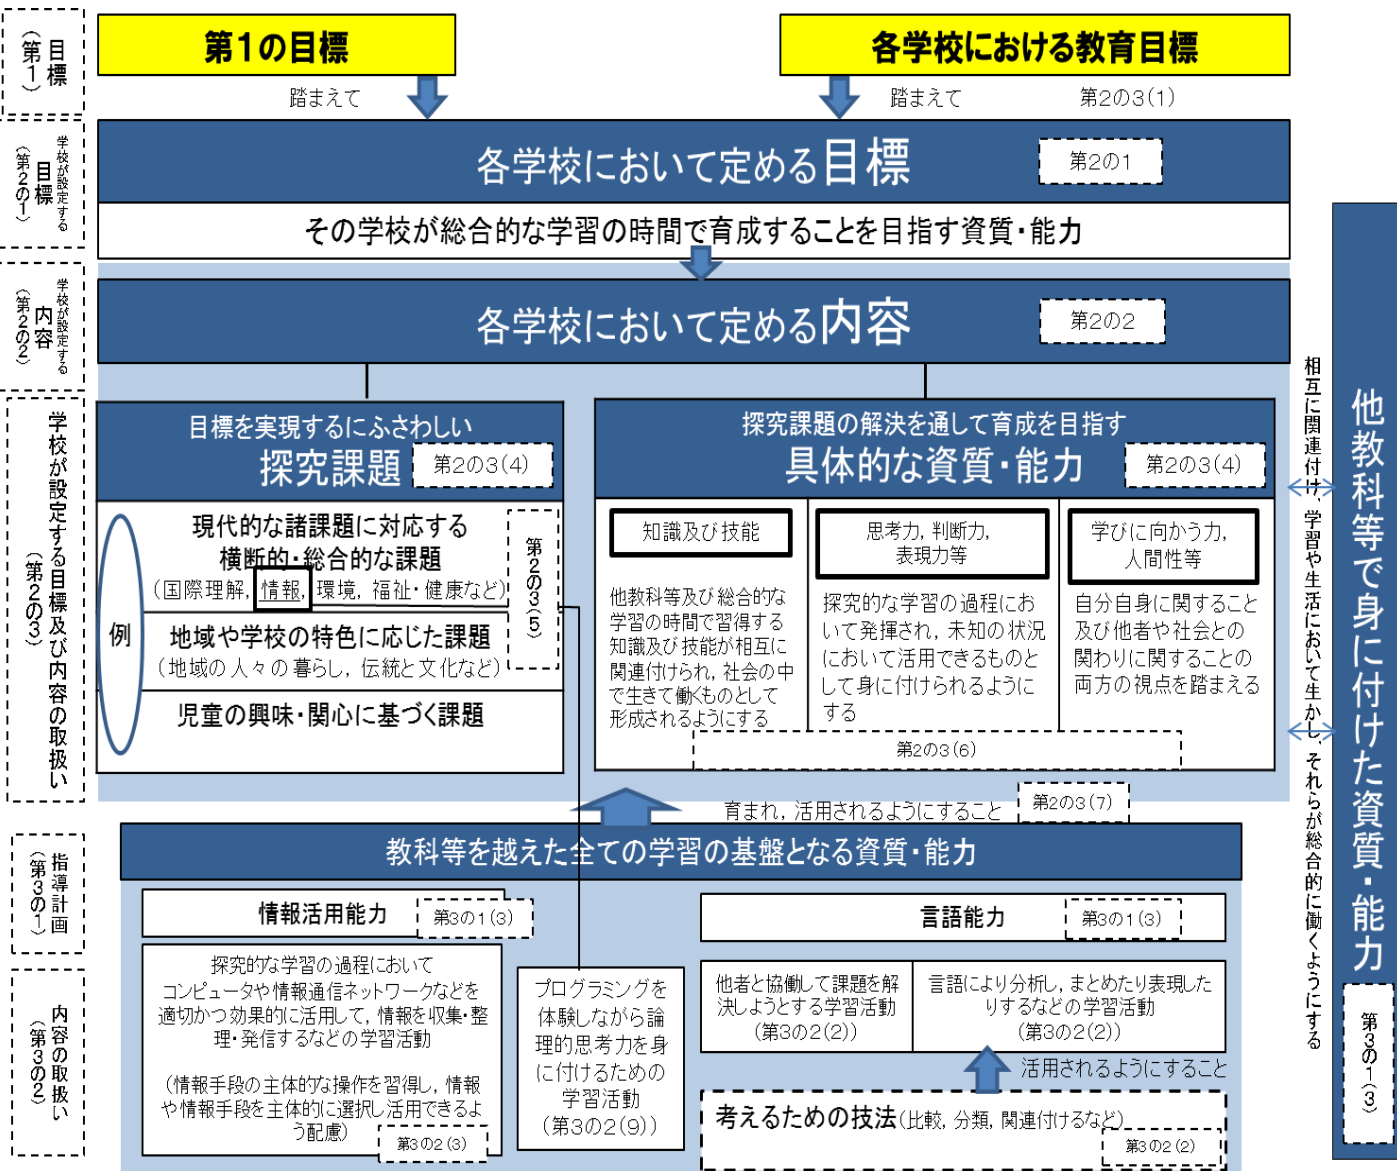 目標
（第1）
第1の目標
各学校における教育目標
踏まえて
踏まえて
第2の3(1)
学校が設定する
目標
（第2の1）
各学校において定める目標
第2の1
その学校が総合的な学習の時間で育成することを目指す資質・能力
学校が設定する
内容
（第2の2）
各学校において定める内容
第2の2
学校が設定する目標及び内容の取扱い
（第2の3）
目標を実現するにふさわしい
探究課題
第2の3(4)
例
現代的な諸課題に対応する
横断的・総合的な課題
（国際理解，情報，環境，福祉・健康など）
地域や学校の特色に応じた課題
（地域の人々の暮らし，伝統と文化など）
児童の興味・関心に基づく課題
第2の3(5)
探究課題の解決を通して育成を目指す
具体的な資質・能力
第2の3(4)
知識及び技能
他教科等及び総合的な
学習の時間で習得する
知識及び技能が相互に
関連付けられ，社会の中
で生きて働くものとして
形成されるようにする
思考力，判断力，
表現力等
探究的な学習の過程にお
いて発揮され，未知の状況
において活用できるものと
して身に付けられるように
する
学びに向かう力，
人間性等
自分自身に関すること
及び他者や社会との
関わりに関することの
両方の視点を踏まえる
第2の3(6)
育まれ，活用されるようにすること
第2の3(7)
相互に関連付け，学習や生活において生かし，それらが総合的に働くようにする
他教科等で身に付けた資質・能力
第3の1(3)
指導計画
（第3の1）
教科等を越えた全ての学習の基盤となる資質・能力
情報活用能力
第3の1(3)
言語能力
第3の1(3)
内容の取扱い
（第3の2）
探究的な学習の過程において
コンピュータや情報通信ネットワークなどを
適切かつ効果的に活用して，情報を収集・整
理・発信するなどの学習活動
（情報手段の主体的な操作を習得し，情報
や情報手段を主体的に選択し活用できるよ
う配慮）
第3の2(3)
プログラミングを
体験しながら論
理的思考力を身
に付けるための
学習活動
（第3の2(9)）
他者と協働して課題を解
決しようとする学習活動
（第3の2(2)）
言語により分析し，まとめたり表現した
りするなどの学習活動
（第3の2(2)）
活用されるようにすること
考えるための技法（比較，分類，関連付けるなど）
第3の2(2)